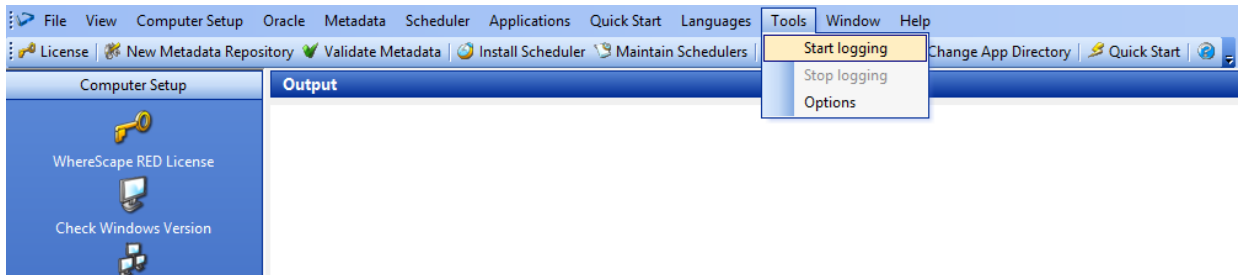 File View Computer Setup Oracle Metadata Scheduler Applications Quick Start Languages Tools Window Help
License New Metadata Repository Validate Metadata Install Scheduler Maintain Schedulers Change App Directory Quick Start
Start logging
Stop logging
Options
Computer Setup Output
WhereScape RED License
Check Windows Version